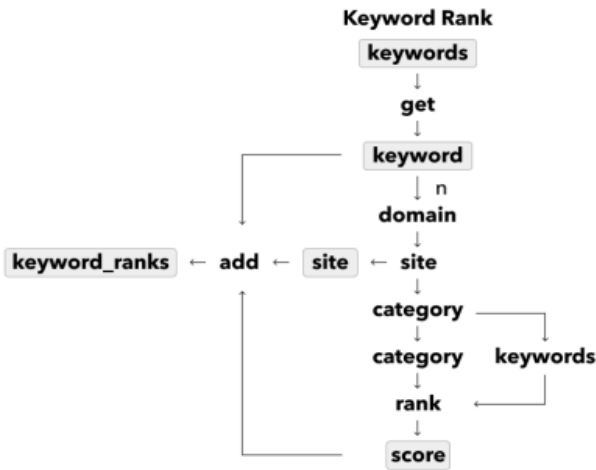 Keyword Rank
keywords
get
keyword
n
domain
keyword_ranks ← add ← site ← site
category
category keywords
rank
score